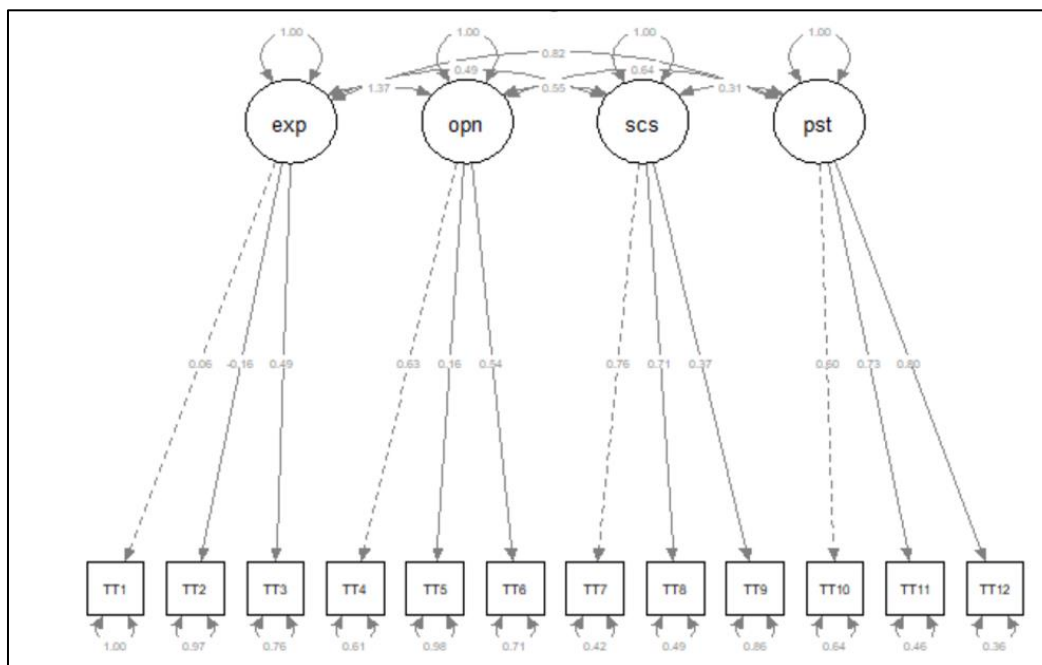 1.00 1.00 1.00 1.00
0.82
0.49 0.64
1.37 0.55 0.31
exp opn scs pst
0.06 -0.16 0.49 0.63 0.16 0.54 0.76 0.71 0.37 0.60 0.73 0.80
TT1 TT2 TT3 TT4 TT5 TT6 TT7 TT8 TT9 TT10 TT11 TT12
1.00 0.97 0.76 0.61 0.98 0.71 0.42 0.49 0.86 0.64 0.46 0.36